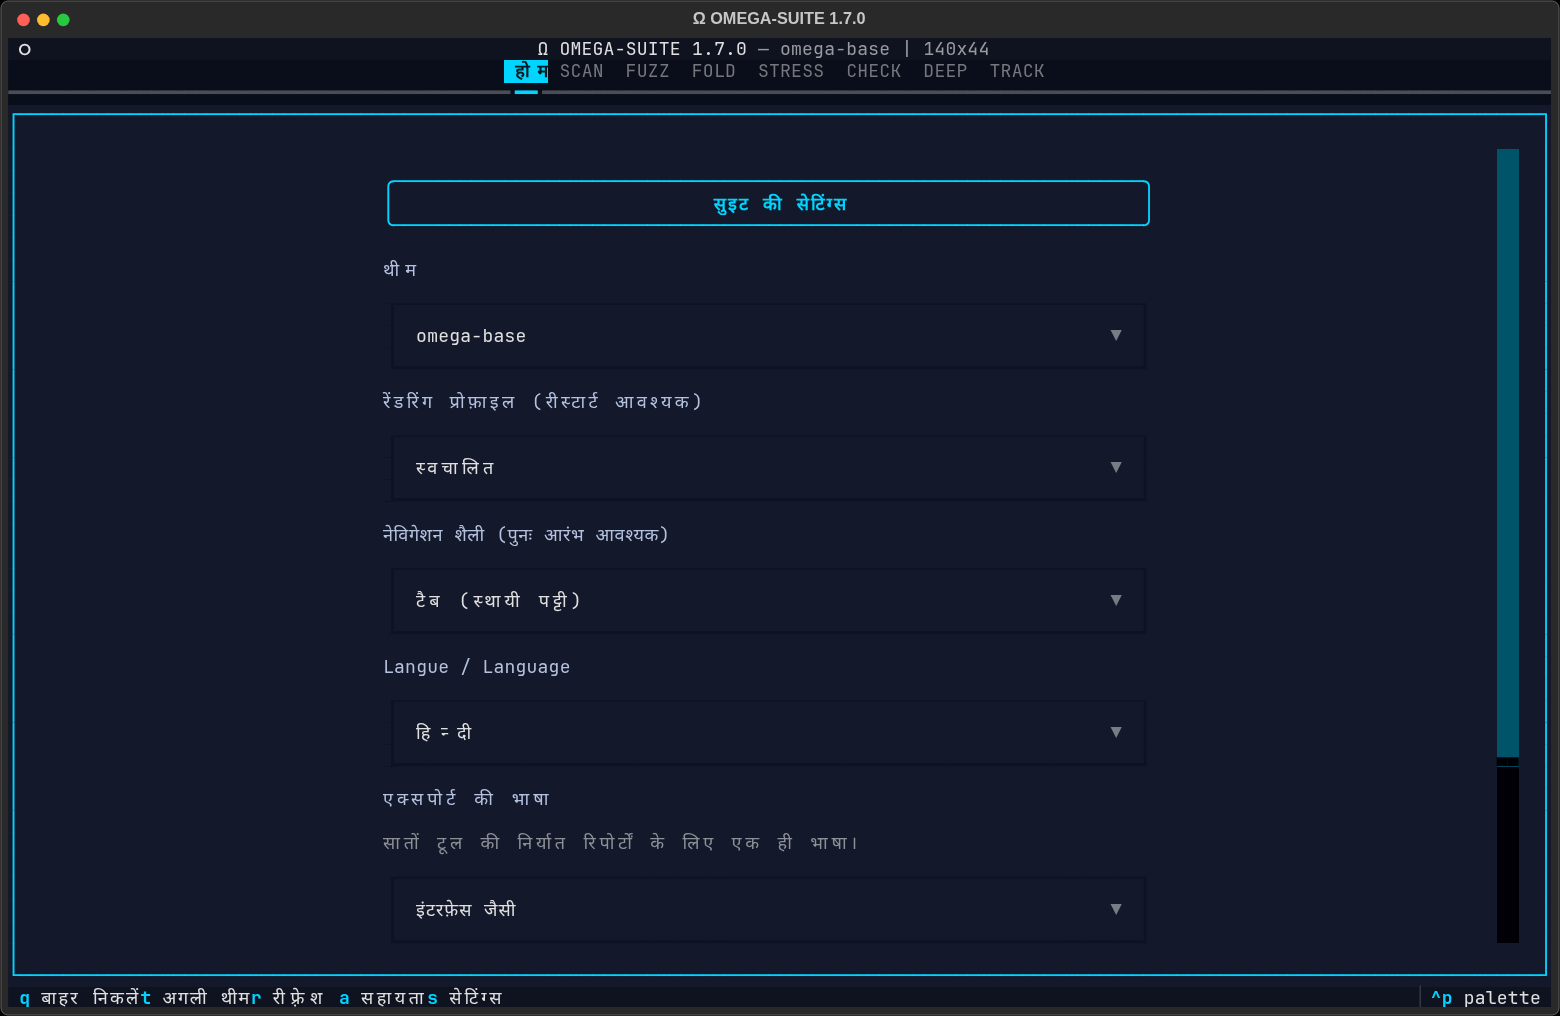 Ω OMEGA-SUITE 1.7.0
Ω OMEGA-SUITE 1.7.0 — omega-base | 140x44
होम SCAN FUZZ FOLD STRESS CHECK DEEP TRACK
सुइट की सेटिंग्स
थीम
omega-base
रेंडरिंग प्रोफ़ाइल (रीस्टार्ट आवश्यक)
स्वचालित
नेविगेशन शैली (पुनः आरंभ आवश्यक)
टैब (स्थायी पट्टी)
Langue / Language
हिन्दी
एक्सपोर्ट की भाषा
सातों टूल की निर्यात रिपोर्टों के लिए एक ही भाषा।
इंटरफ़ेस जैसी
q बाहर निकलें t अगली थीम r रीफ़्रेश a सहायता s सेटिंग्स ^p palette